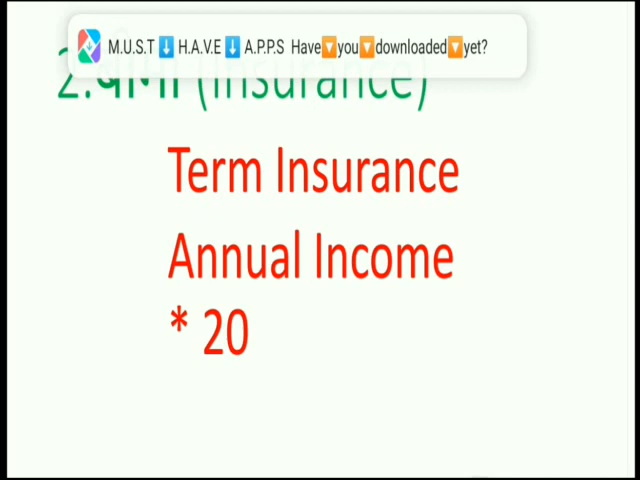 M.U.S.T⬇️H.A.V.E⬇️A.P.P.S Have🔽you🔽downloaded🔽yet?
2.बीमा (Insurance)
Term Insurance
Annual Income
* 20